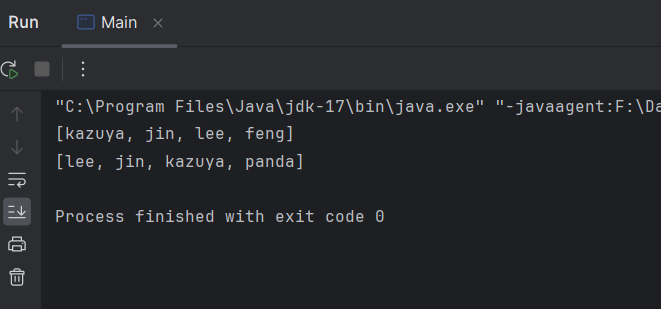 Run Main
"C:\Program Files\Java\jdk-17\bin\java.exe" "-javaagent:F:\Da
[kazuya, jin, lee, feng]
[lee, jin, kazuya, panda]
Process finished with exit code 0